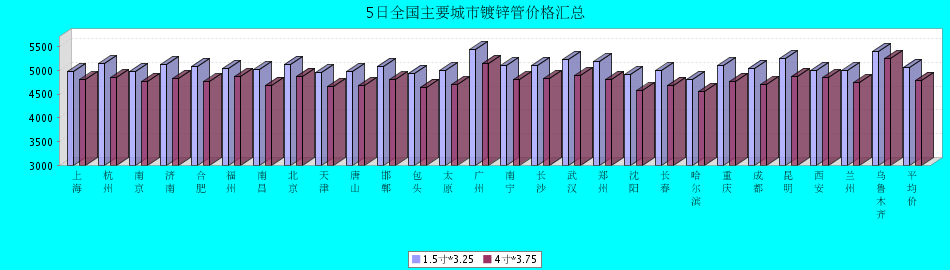 5日全国主要城市镀锌管价格汇总
5500
5000
4500
4000
3500
3000
上海
杭州
南京
济南
合肥
福州
南昌
北京
天津
唐山
邯郸
包头
太原
广州
南宁
长沙
武汉
郑州
沈阳
长春
哈尔滨
重庆
成都
昆明
西安
兰州
乌鲁木齐
平均价
1.5寸*3.25 4寸*3.75